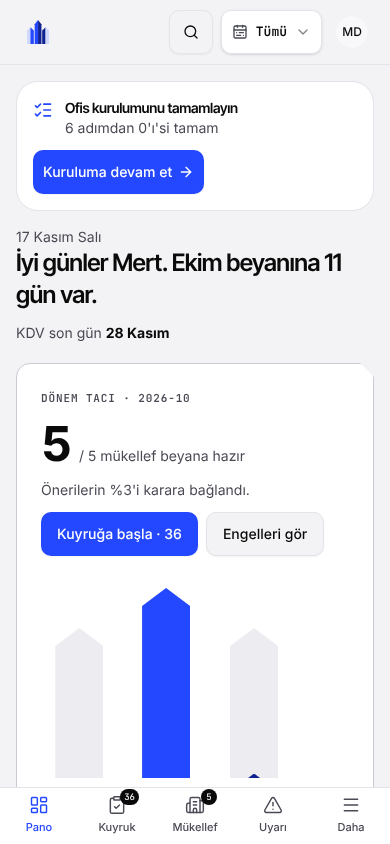 Tümü
MD
Ofis kurulumunu tamamlayın
6 adımdan 0'ı'si tamam
Kuruluma devam et
17 Kasım Salı
İyi günler Mert. Ekim beyanına 11
gün var.
KDV son gün 28 Kasım
DÖNEM TACI · 2026-10
5 / 5 mükellef beyana hazır
Önerilerin %3'i karara bağlandı.
Kuyruğa başla · 36
Engelleri gör
36
5
Pano
Kuyruk
Mükellef
Uyarı
Daha